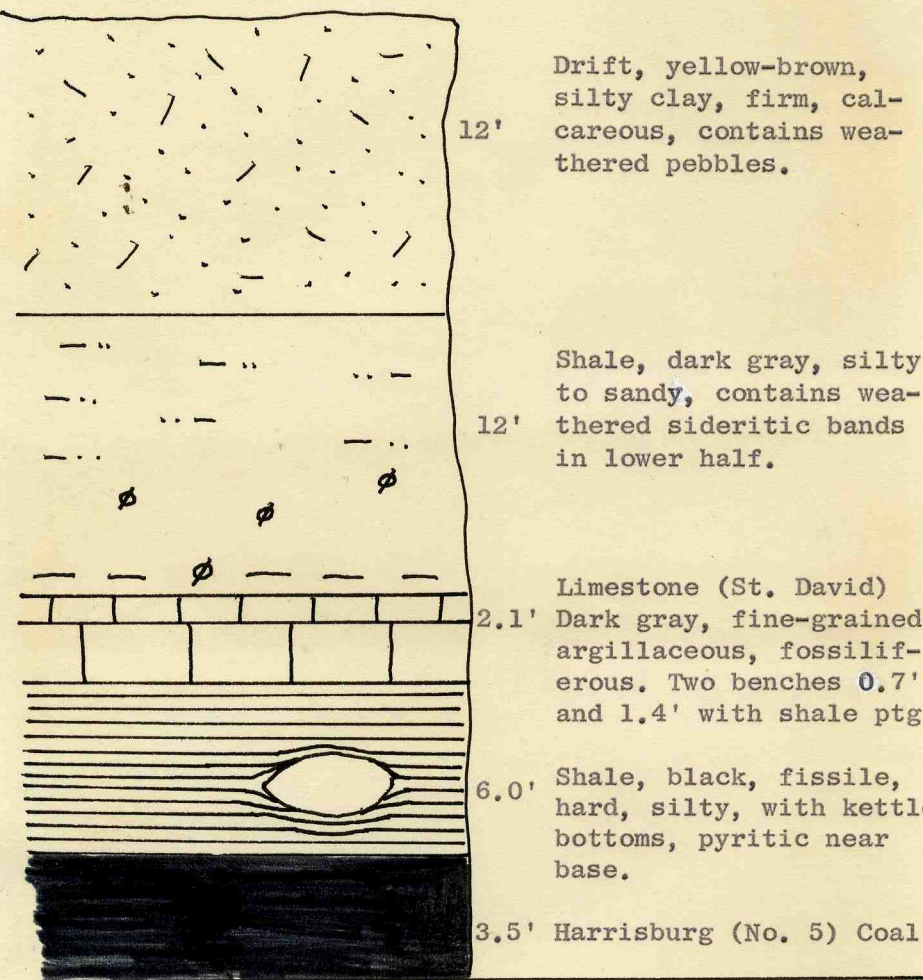 Drift, yellow-brown,
silty clay, firm, cal-
12' careous, contains wea-
thered pebbles.
Shale, dark gray, silty
to sandy, contains wea-
12' thered sideritic bands
in lower half.
Limestone (St. David)
2.1' Dark gray, fine-grained
argillaceous, fossilif-
erous. Two benches 0.7'
and 1.4' with shale ptg
6.0' Shale, black, fissile,
hard, silty, with kettl
bottoms, pyritic near
base.
3.5' Harrisburg (No. 5) Coal